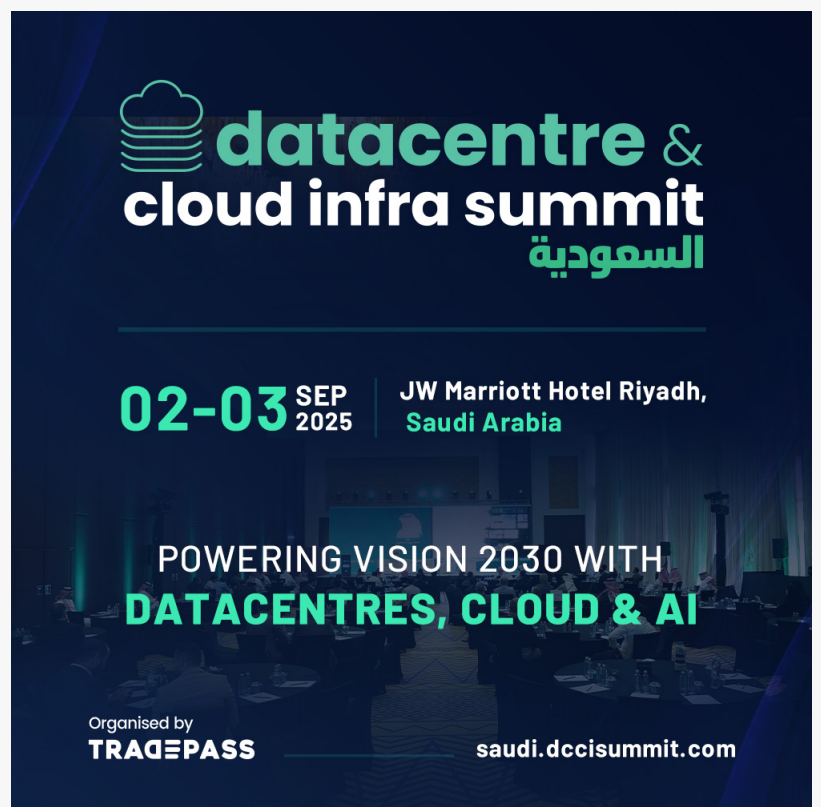 datacentre &
cloud infra summit
السعودية
02-03 SEP 2025
JW Marriott Hotel Riyadh,
Saudi Arabia
POWERING VISION 2030 WITH
DATACENTRES, CLOUD & AI
Organised by
TRADEPASS
saudi.dccisummit.com